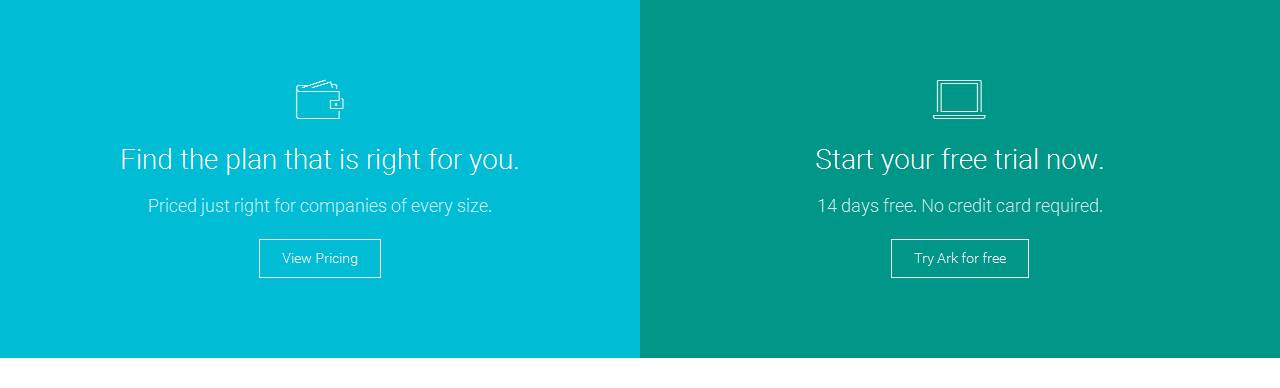 Find the plan that is right for you.
Priced just right for companies of every size.
View Pricing
Start your free trial now.
14 days free. No credit card required.
Try Ark for free